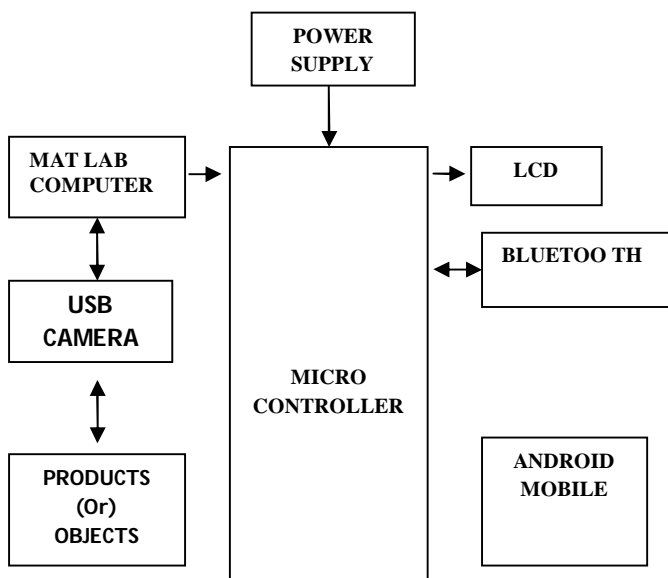 POWER
SUPPLY
MAT LAB
COMPUTER
LCD
BLUETOO TH
USB
CAMERA
MICRO
CONTROLLER
ANDROID
MOBILE
PRODUCTS
(Or)
OBJECTS